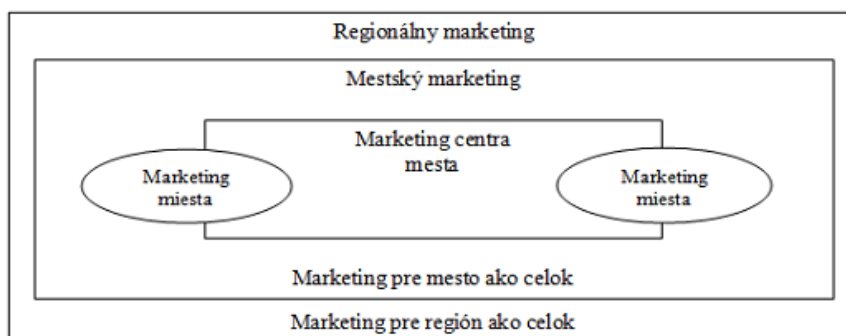 Regionálny marketing
Mestský marketing
Marketing centra
mesta
Marketing
miesta
Marketing
miesta
Marketing pre mesto ako celok
Marketing pre región ako celok